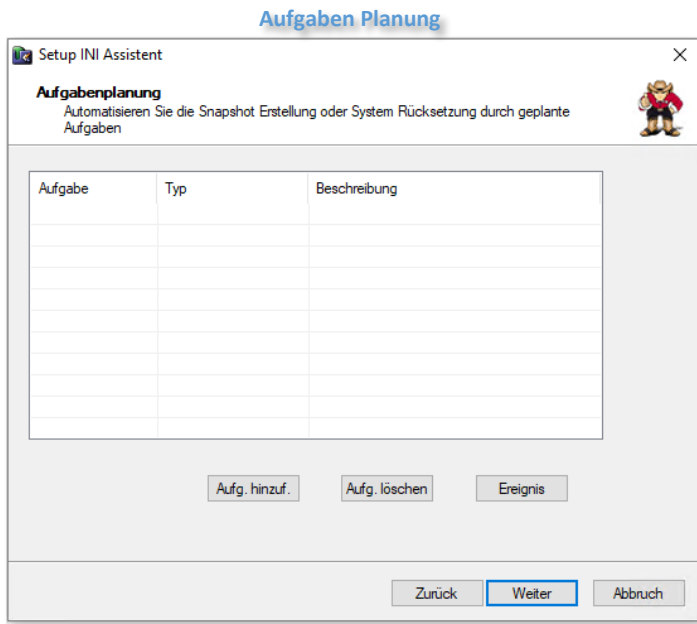 Aufgaben Planung
Setup INI Assistent
Aufgabenplanung
Automatisieren Sie die Snapshot Erstellung oder System Rücksetzung durch geplante
Aufgaben
Aufgabe Typ Beschreibung
Aufg. hinzuf. Aufg. löschen Ereignis
Zurück Weiter Abbruch